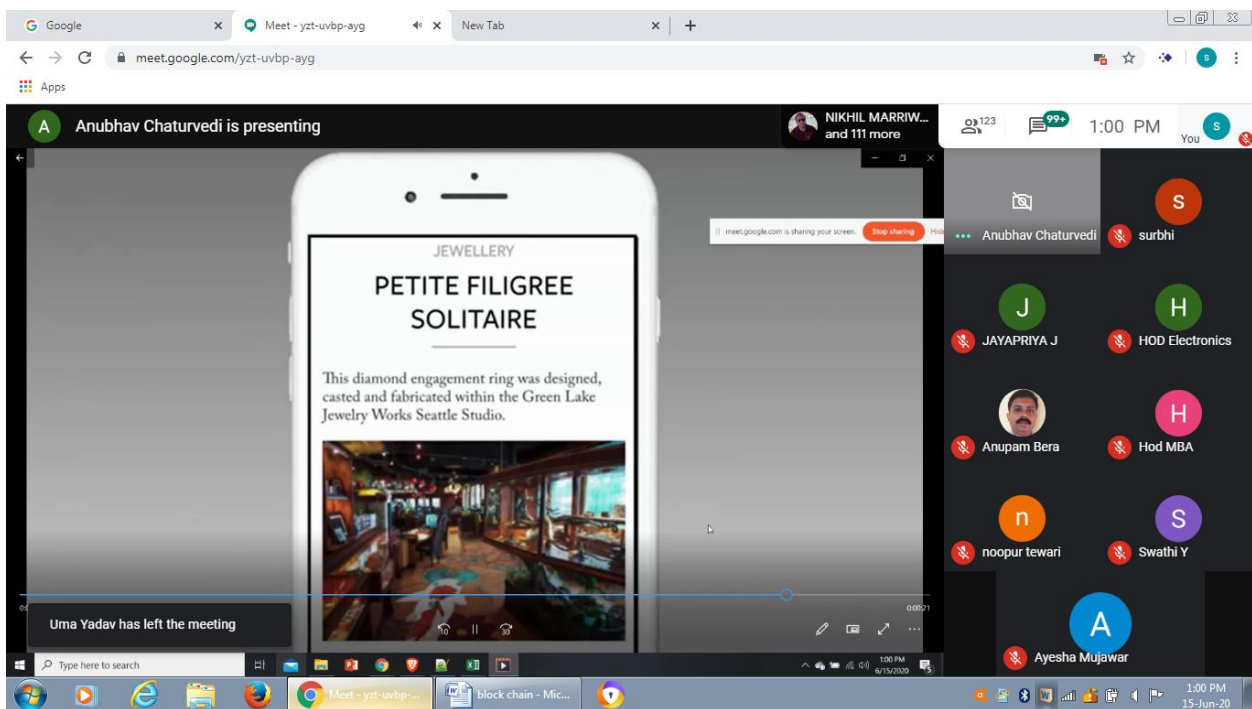 G Google
Meet - yzt-uvbp-ayg
New Tab
meet.google.com/yzt-uvbp-ayg
s
Apps
A
Anubhav Chaturvedi is presenting
NIKHIL MARRIW...
and 111 more
123
99+
1:00 PM
You
s
meet.google.com is sharing your screen.
Stop sharing
Hide
JEWELLERY
PETITE FILIGREE
SOLITAIRE
This diamond engagement ring was designed,
casted and fabricated within the Green Lake
Jewelry Works Seattle Studio.
Anubhav Chaturvedi
s
surbhi
J
JAYAPRIYA J
H
HOD Electronics
Anupam Bera
H
Hod MBA
n
noopur tewari
S
Swathi Y
A
Ayesha Mujawar
0:00:21
10
30
Uma Yadav has left the meeting
Type here to search
1:00 PM
6/15/2020
Meet - yzt-uvbp-...
block chain - Mic...
1:00 PM
15-Jun-20